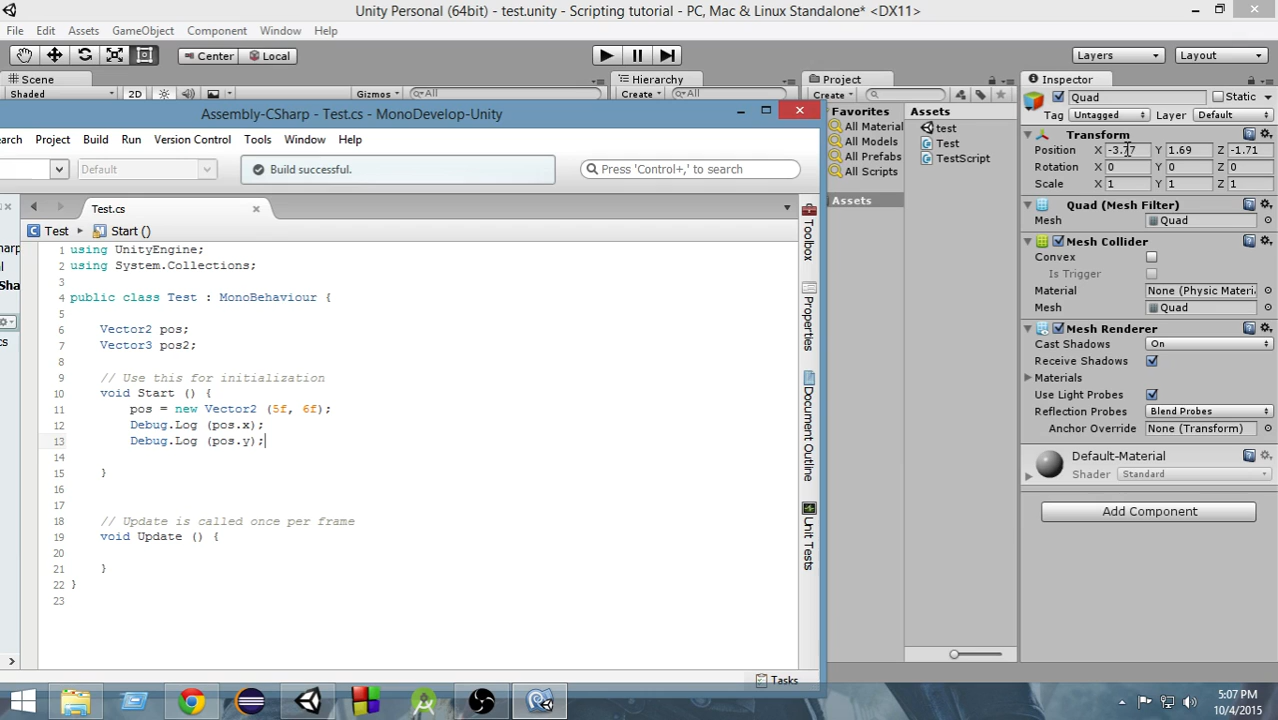 Unity Personal (64bit) - test.unity - Scripting tutorial - PC, Mac & Linux Standalone* <DX11>
File Edit Assets GameObject Component Window Help
Center Local Layers Layout
Scene Hierarchy Project Inspector
Shaded 2D Gizmos All Create All Create
Quad Static
Tag Untagged Layer Default
Transform
Position X -3.77 Y 1.69 Z -1.71
Rotation X 0 Y 0 Z 0
Scale X 1 Y 1 Z 1
Quad (Mesh Filter)
Mesh Quad
Mesh Collider
Convex
Is Trigger
Material None (Physic Materi
Mesh Quad
Mesh Renderer
Cast Shadows On
Receive Shadows
Materials
Use Light Probes
Reflection Probes Blend Probes
Anchor Override None (Transform)
Default-Material
Shader Standard
Add Component
Favorites
All Material
All Models
All Prefabs
All Scripts
Assets
Assets
test
Test
TestScript
Assembly-CSharp - Test.cs - MonoDevelop-Unity
earch Project Build Run Version Control Tools Window Help
Default Build successful. Press 'Control+,' to search
Test.cs
Test Start ()
1 using UnityEngine;
2 using System.Collections;
3
4 public class Test : MonoBehaviour {
5
6 Vector2 pos;
7 Vector3 pos2;
8
9 // Use this for initialization
10 void Start () {
11 pos = new Vector2 (5f, 6f);
12 Debug.Log (pos.x);
13 Debug.Log (pos.y);
14
15 }
16
17
18 // Update is called once per frame
19 void Update () {
20
21 }
22 }
23
Toolbox
Properties
Document Outline
Unit Tests
Tasks
5:07 PM
10/4/2015